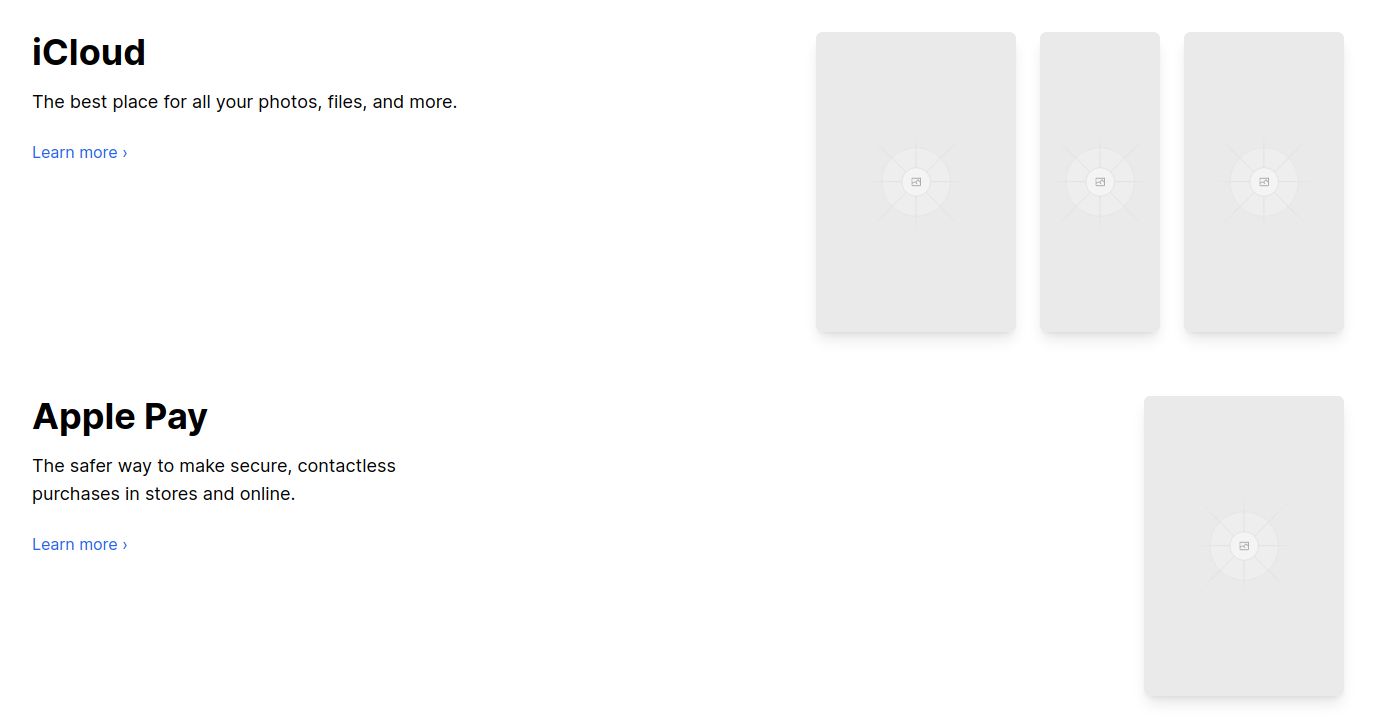 iCloud
The best place for all your photos, files, and more.
Learn more ›
Apple Pay
The safer way to make secure, contactless
purchases in stores and online.
Learn more ›